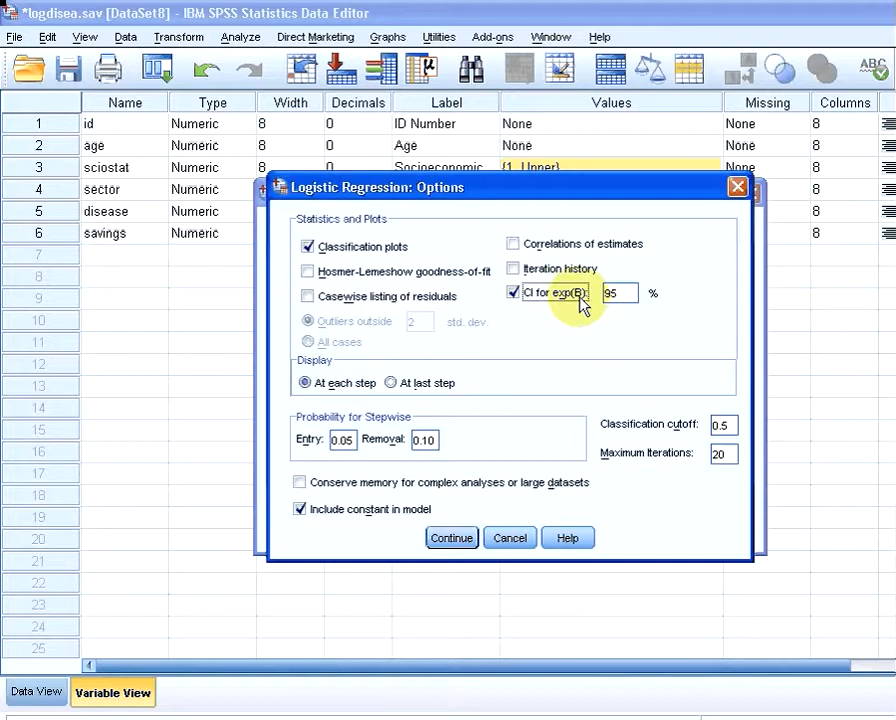 *logdisea.sav [DataSet8] - IBM SPSS Statistics Data Editor
File Edit View Data Transform Analyze Direct Marketing Graphs Utilities Add-ons Window Help
ABC
Name Type Width Decimals Label Values Missing Columns
1 id Numeric 8 0 ID Number None None 8
2 age Numeric 8 0 Age None None 8
3 sciostat Numeric 8 0 Socioeconomic {1, Upper} None 8
4 sector Numeric 8
5 disease Numeric 8
6 savings Numeric 8
7
8
9
10
11
12
13
14
15
16
17
18
19
20
21
22
23
24
25
Logistic Regression: Options
Statistics and Plots
Classification plots
Correlations of estimates
Hosmer-Lemeshow goodness-of-fit
Iteration history
Casewise listing of residuals
CI for exp(B): 95 %
Outliers outside 2 std. dev.
All cases
Display
At each step At last step
Probability for Stepwise
Entry: 0.05 Removal: 0.10
Classification cutoff: 0.5
Maximum Iterations: 20
Conserve memory for complex analyses or large datasets
Include constant in model
Continue Cancel Help
Data View Variable View